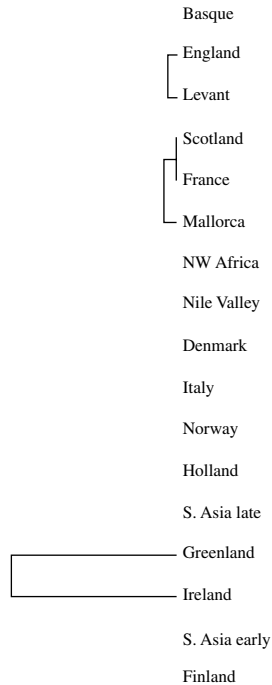 Basque
England
Levant
Scotland
France
Mallorca
NW Africa
Nile Valley
Denmark
Italy
Norway
Holland
S. Asia late
Greenland
Ireland
S. Asia early
Finland